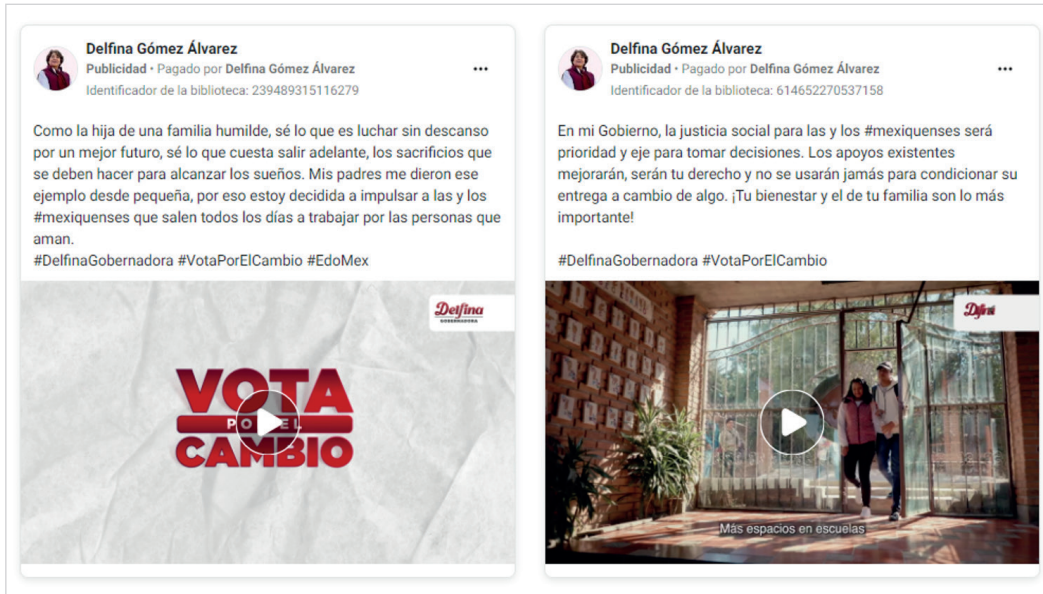 Delfina Gómez Álvarez
Publicidad • Pagado por Delfina Gómez Álvarez
Identificador de la biblioteca: 239489315116279
Como la hija de una familia humilde, sé lo que es luchar sin descanso
por un mejor futuro, sé lo que cuesta salir adelante, los sacrificios que
se deben hacer para alcanzar los sueños. Mis padres me dieron ese
ejemplo desde pequeña, por eso estoy decidida a impulsar a las y los
#mexiquenses que salen todos los días a trabajar por las personas que
aman.
#DelfinaGobernadora #VotaPorElCambio #EdoMex
Delfina
GOBERNADORA
VOTA
POR EL
CAMBIO
Delfina Gómez Álvarez
Publicidad • Pagado por Delfina Gómez Álvarez
Identificador de la biblioteca: 614652270537158
En mi Gobierno, la justicia social para las y los #mexiquenses será
prioridad y eje para tomar decisiones. Los apoyos existentes
mejorarán, serán tu derecho y no se usarán jamás para condicionar su
entrega a cambio de algo. ¡Tu bienestar y el de tu familia son lo más
importante!
#DelfinaGobernadora #VotaPorElCambio
Más espacios en escuelas